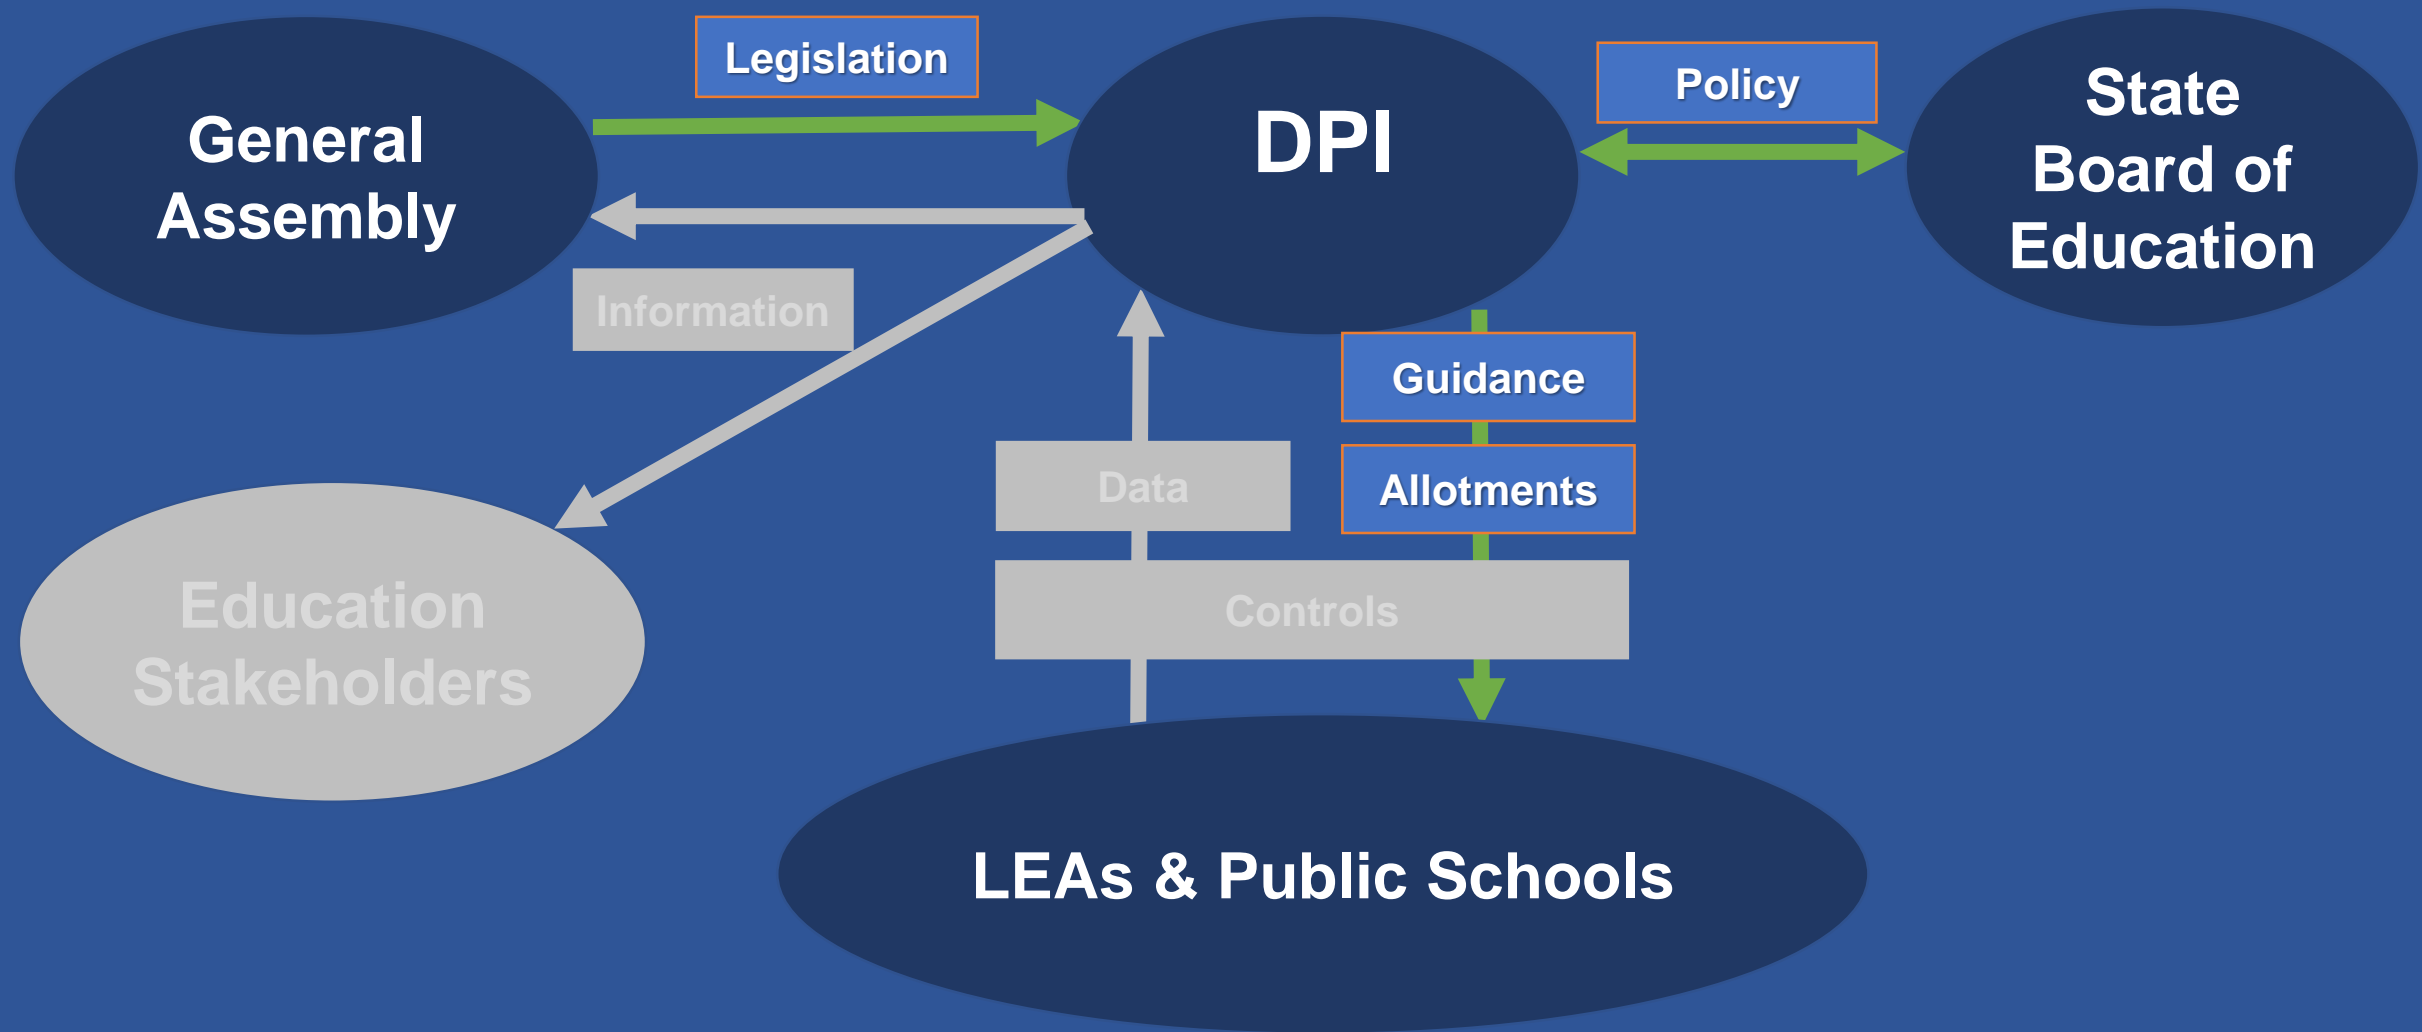 General
Assembly
Legislation
DPI
Policy
State
Board of
Education
Information
Guidance
Data
Allotments
Controls
Education
Stakeholders
LEAs & Public Schools